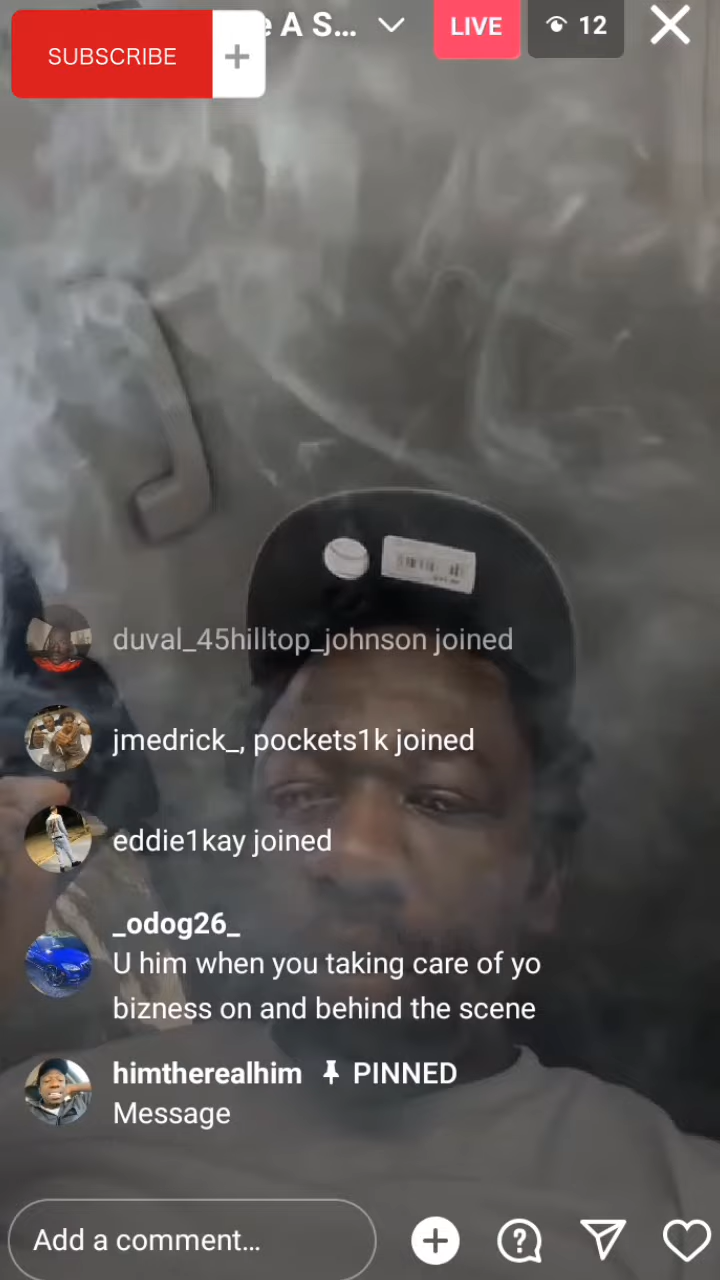 SUBSCRIBE
e A S...
LIVE
12
duval_45hilltop_johnson joined
jmedrick_, pockets1k joined
eddie1kay joined
_odog26_
U him when you taking care of yo
bizness on and behind the scene
himtherealhim PINNED
Message
Add a comment...